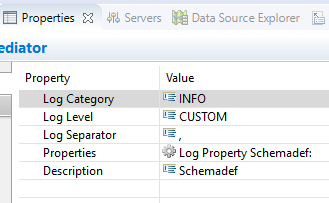 Properties Servers Data Source Explorer
ediator
Property Value
Log Category INFO
Log Level CUSTOM
Log Separator ,
Properties Log Property Schemadef:
Description Schemadef